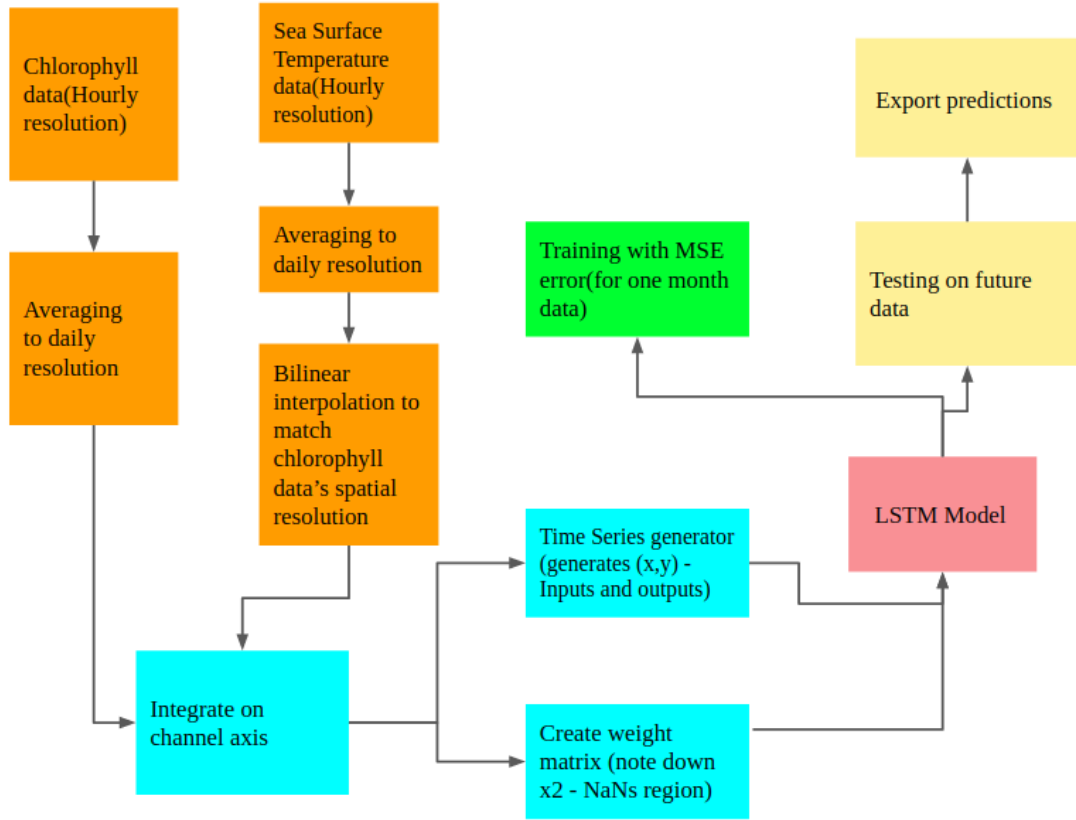 Chlorophyll
data(Hourly
resolution)
Sea Surface
Temperature
data(Hourly
resolution)
Export predictions
Averaging to
daily resolution
Training with MSE
error(for one month
data)
Testing on future
data
Averaging
to daily
resolution
Bilinear
interpolation to
match
chlorophyll
data's spatial
resolution
LSTM Model
Time Series generator
(generates (x,y) -
Inputs and outputs)
Integrate on
channel axis
Create weight
matrix (note down
x2 - NaNs region)